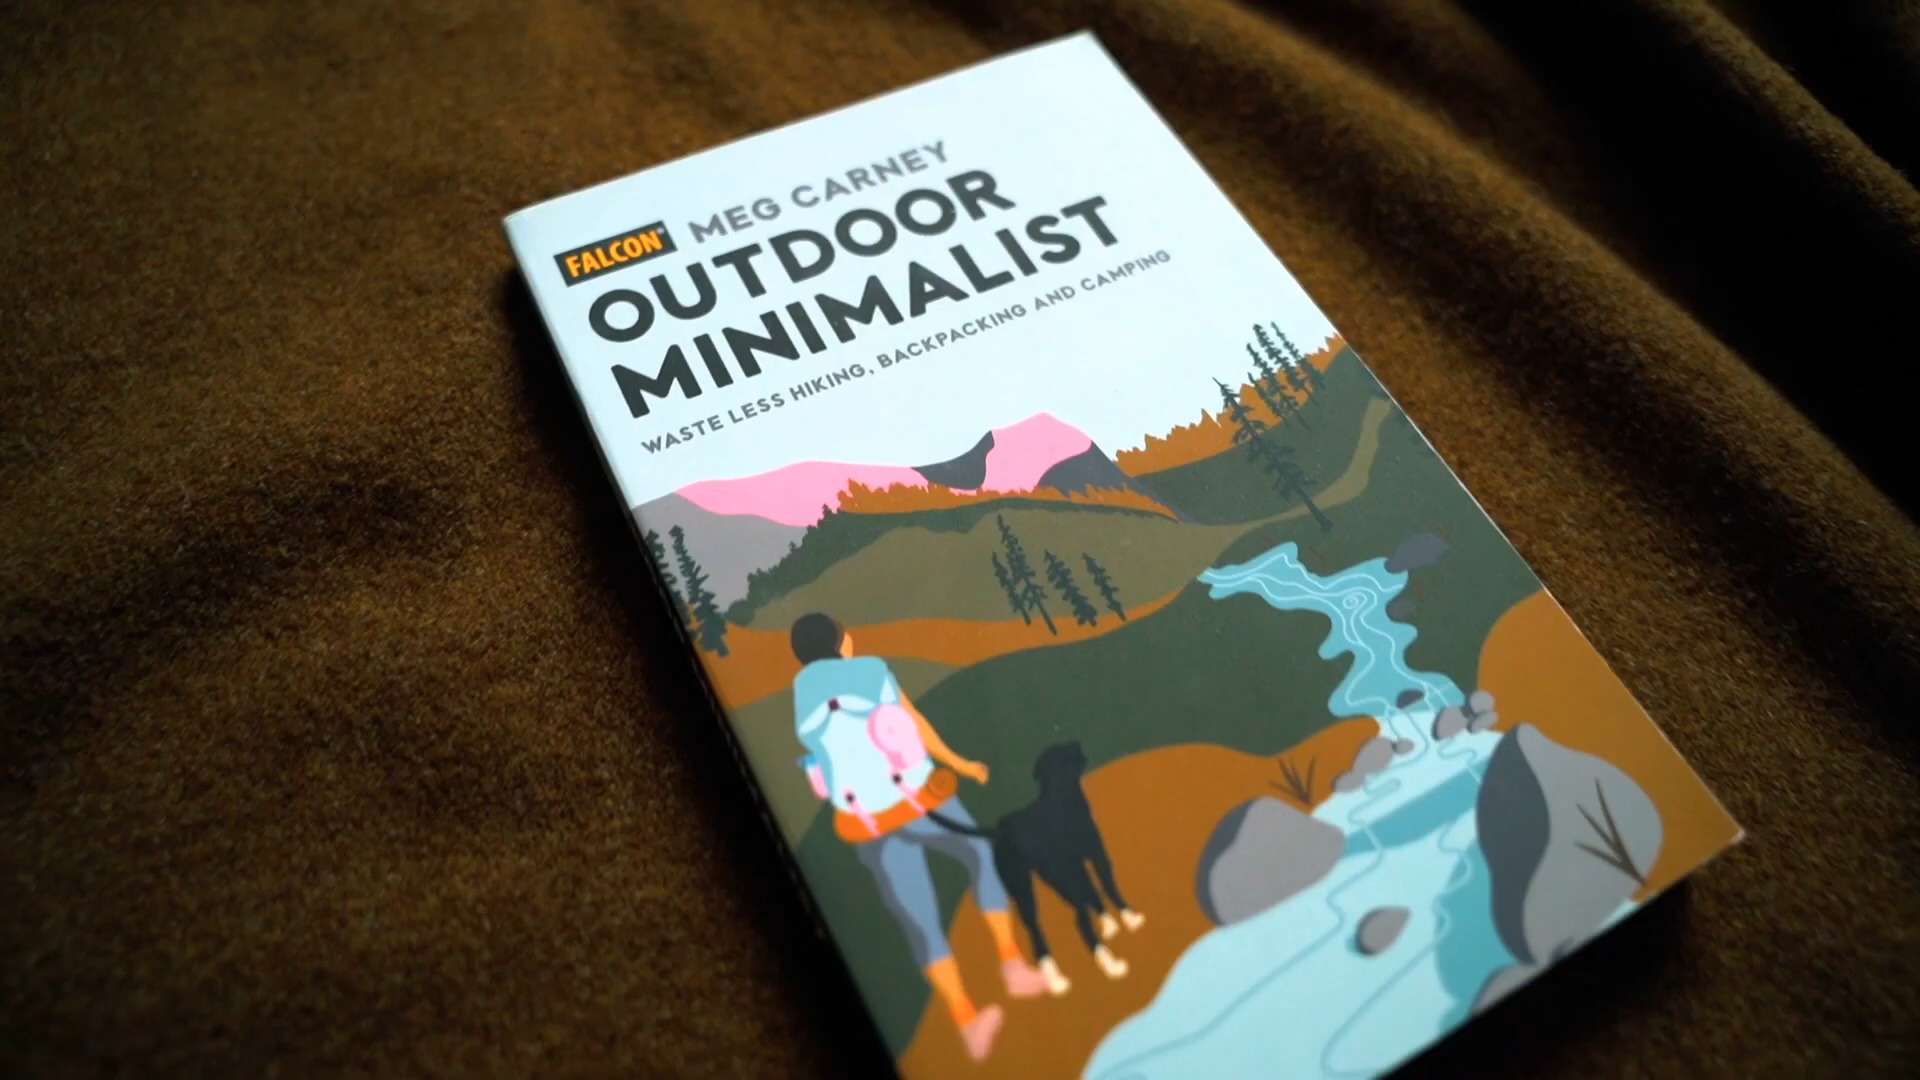 FALCON®
MEG CARNEY
OUTDOOR
MINIMALIST
WASTE LESS HIKING, BACKPACKING AND CAMPING